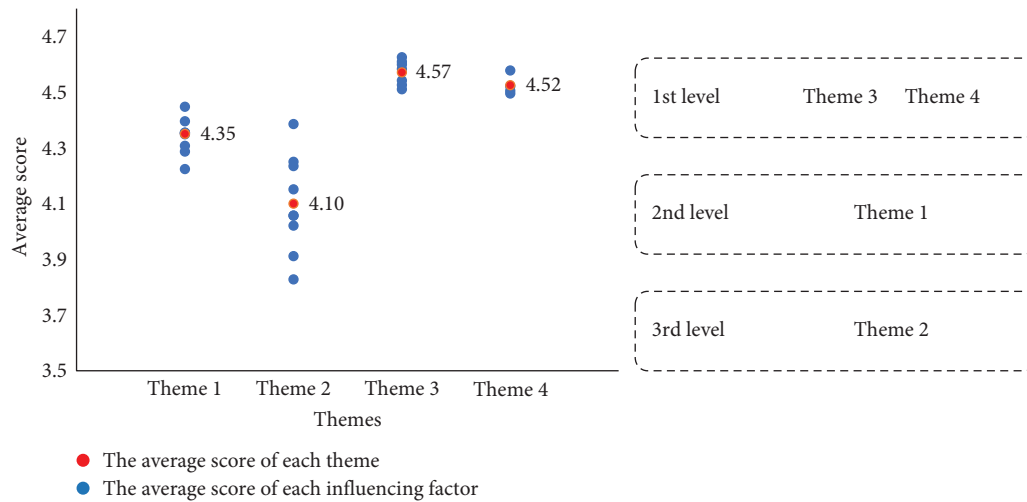 4.7
4.5
4.3
4.1
3.9
3.7
3.5
Average score
4.35
4.10
4.57
4.52
Theme 1 Theme 2 Theme 3 Theme 4
Themes
The average score of each theme
The average score of each influencing factor
1st level Theme 3 Theme 4
2nd level Theme 1
3rd level Theme 2